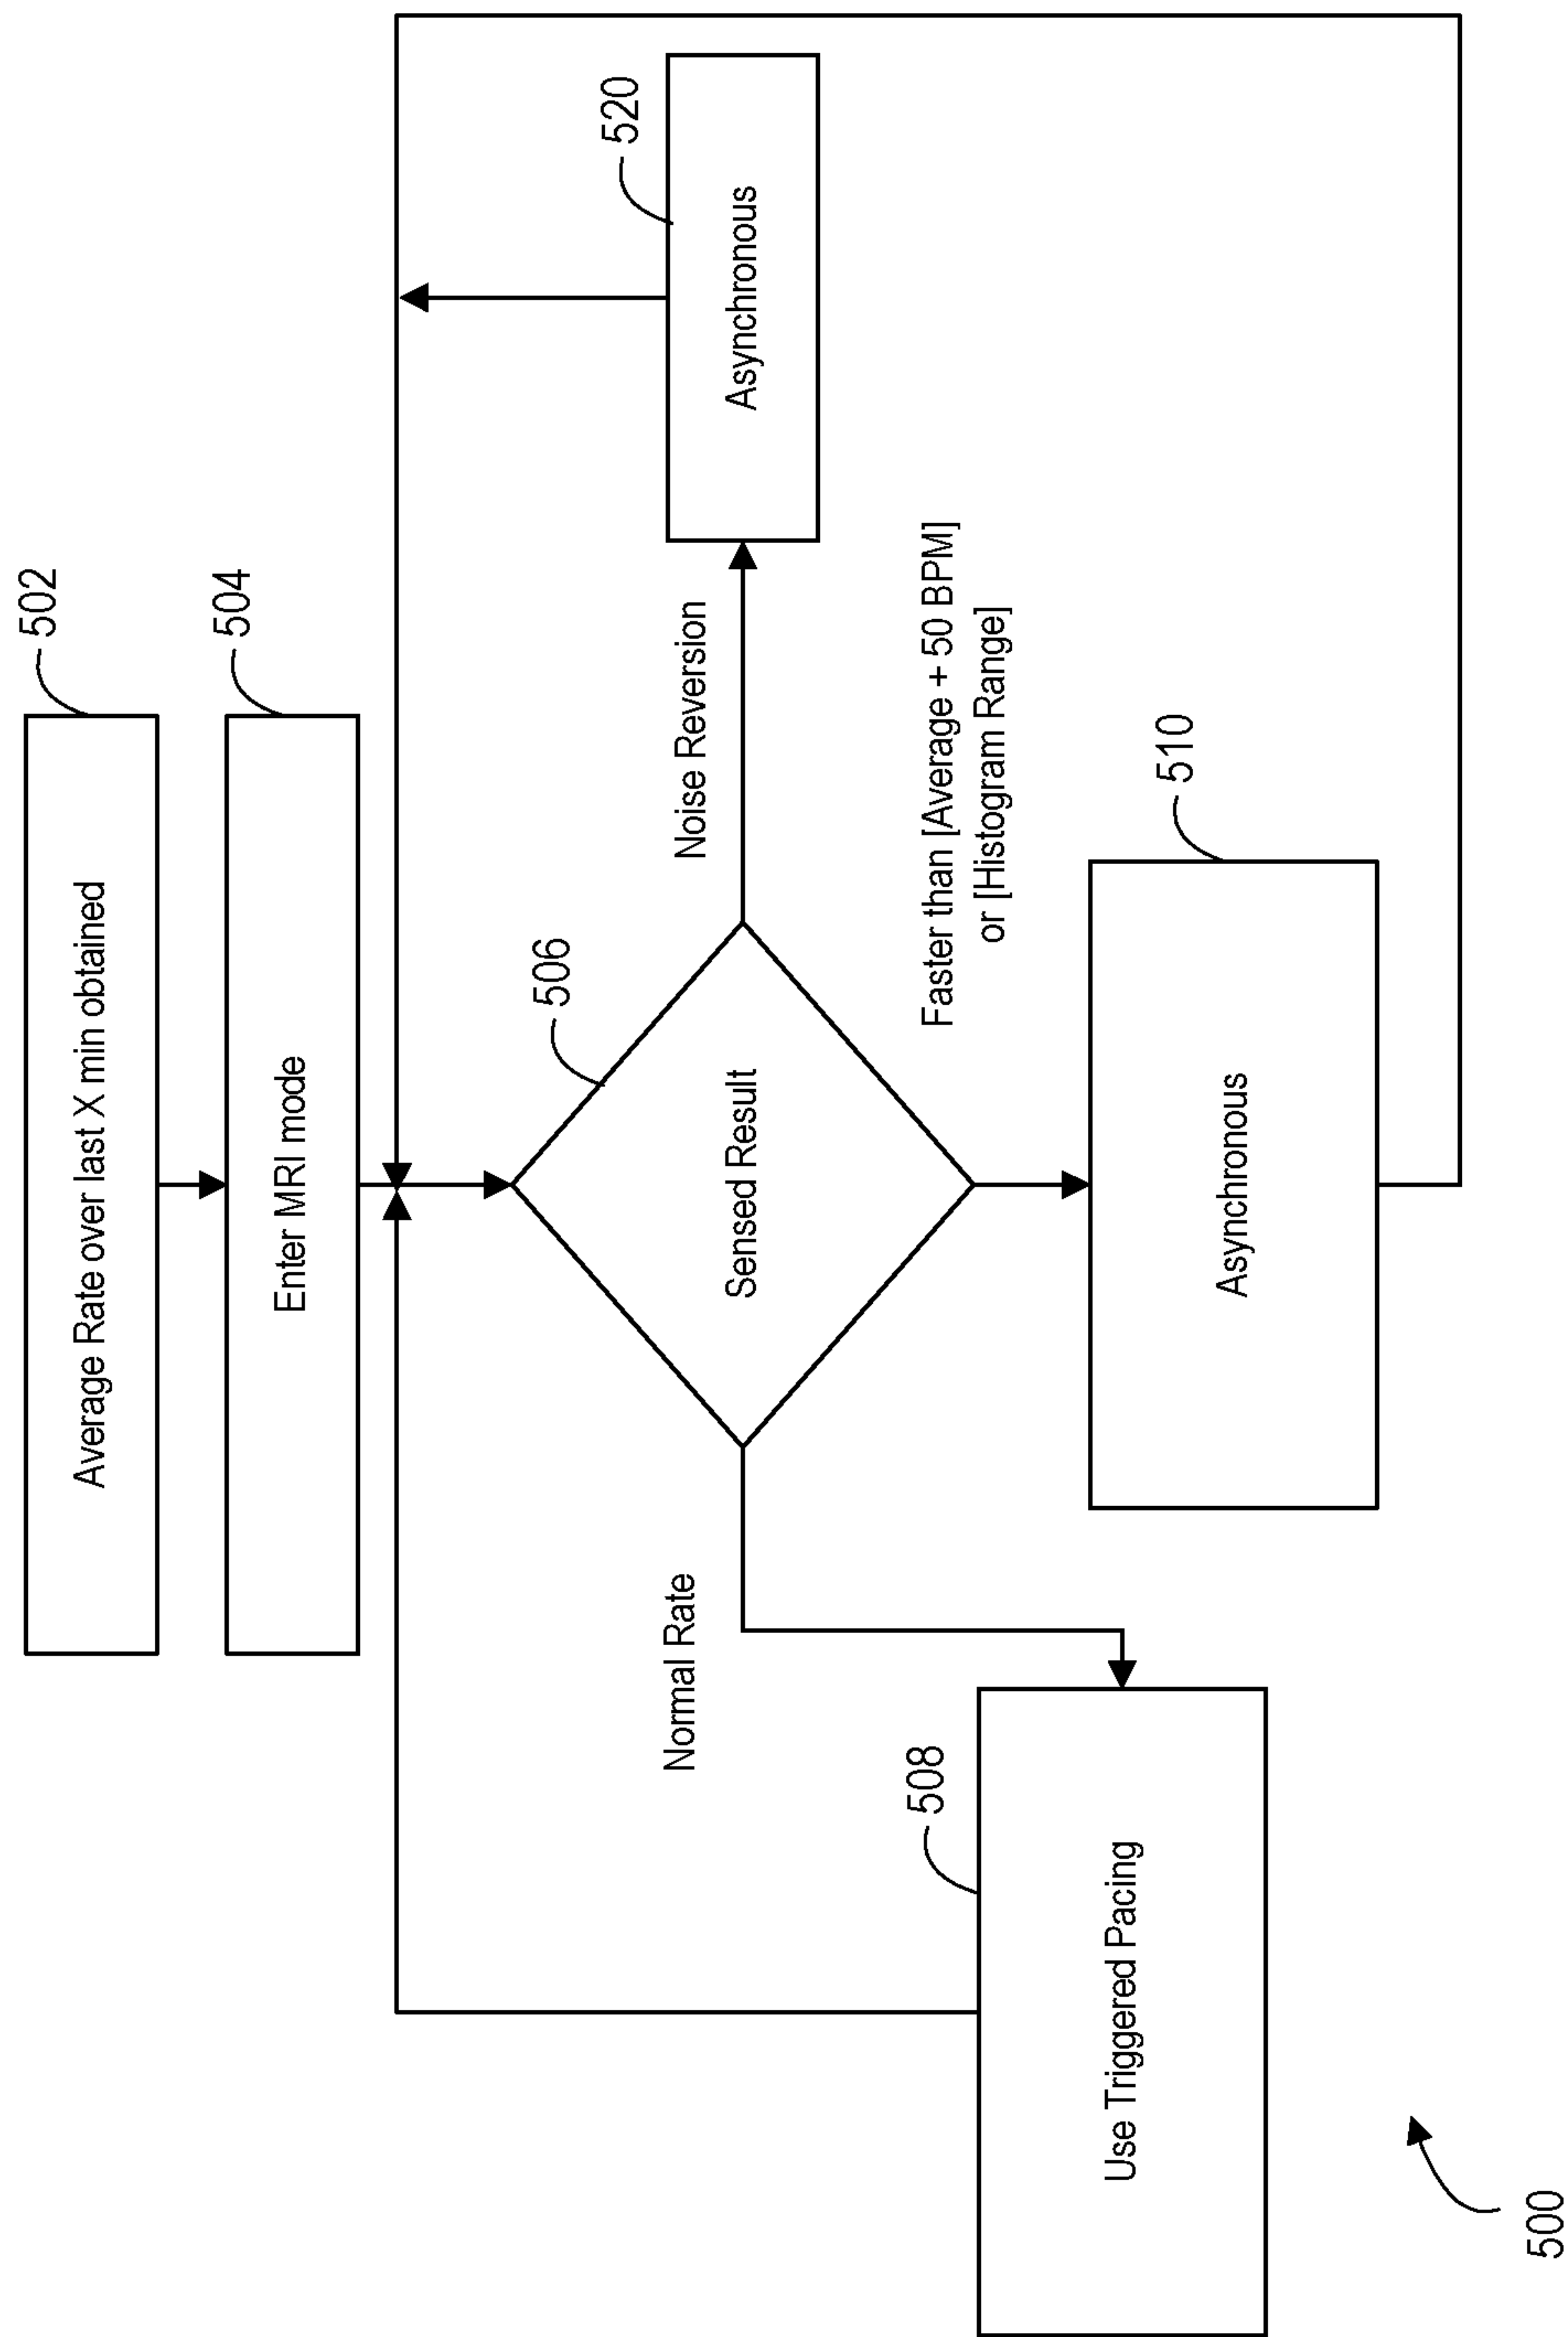 502
Average Rate over last X min obtained
504
Enter MRI mode
506
Sensed Result
Normal Rate
Noise Reversion
520
Asynchronous
Faster than [Average + 50 BPM]
or [Histogram Range]
508
Use Triggered Pacing
510
Asynchronous
500